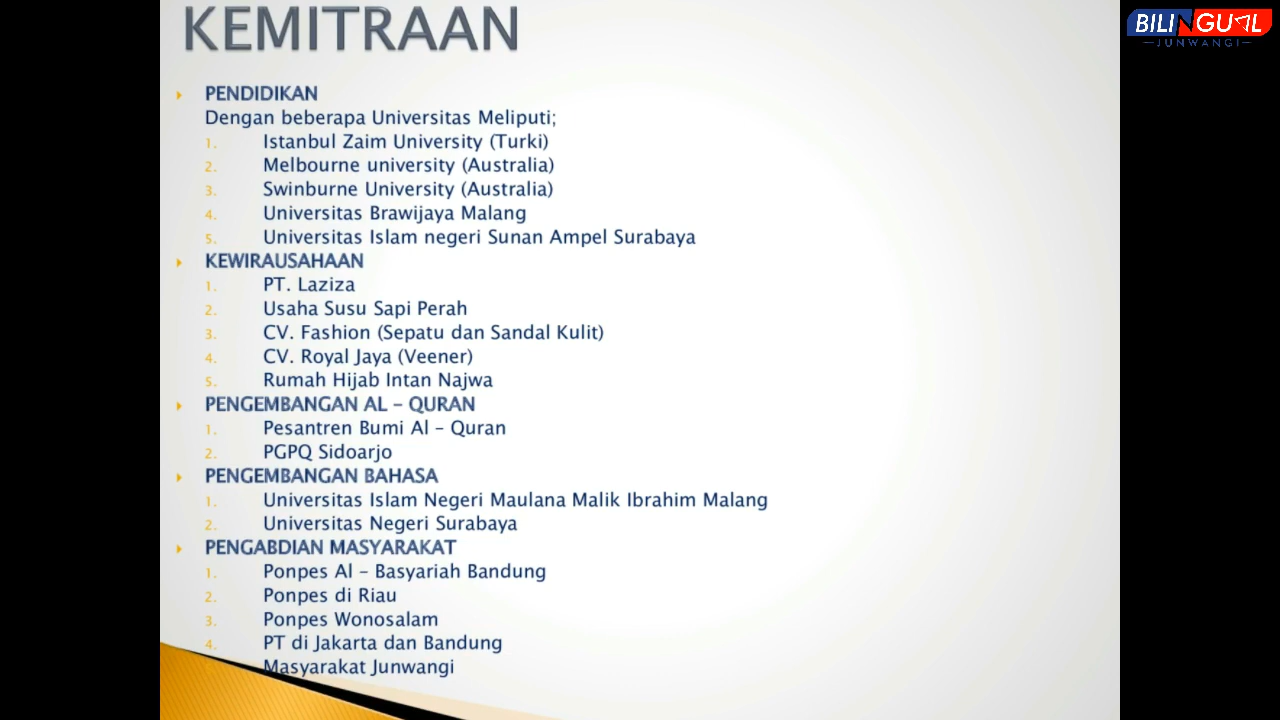 KEMITRAAN
BILINGUAL
JUNWANGI
PENDIDIKAN
Dengan beberapa Universitas Meliputi;
1. Istanbul Zaim University (Turki)
2. Melbourne university (Australia)
3. Swinburne University (Australia)
4. Universitas Brawijaya Malang
5. Universitas Islam negeri Sunan Ampel Surabaya
KEWIRAUSAHAAN
1. PT. Laziza
2. Usaha Susu Sapi Perah
3. CV. Fashion (Sepatu dan Sandal Kulit)
4. CV. Royal Jaya (Veener)
5. Rumah Hijab Intan Najwa
PENGEMBANGAN AL – QURAN
1. Pesantren Bumi Al – Quran
2. PGPQ Sidoarjo
PENGEMBANGAN BAHASA
1. Universitas Islam Negeri Maulana Malik Ibrahim Malang
2. Universitas Negeri Surabaya
PENGABDIAN MASYARAKAT
1. Ponpes Al – Basyariah Bandung
2. Ponpes di Riau
3. Ponpes Wonosalam
4. PT di Jakarta dan Bandung
Masyarakat Junwangi